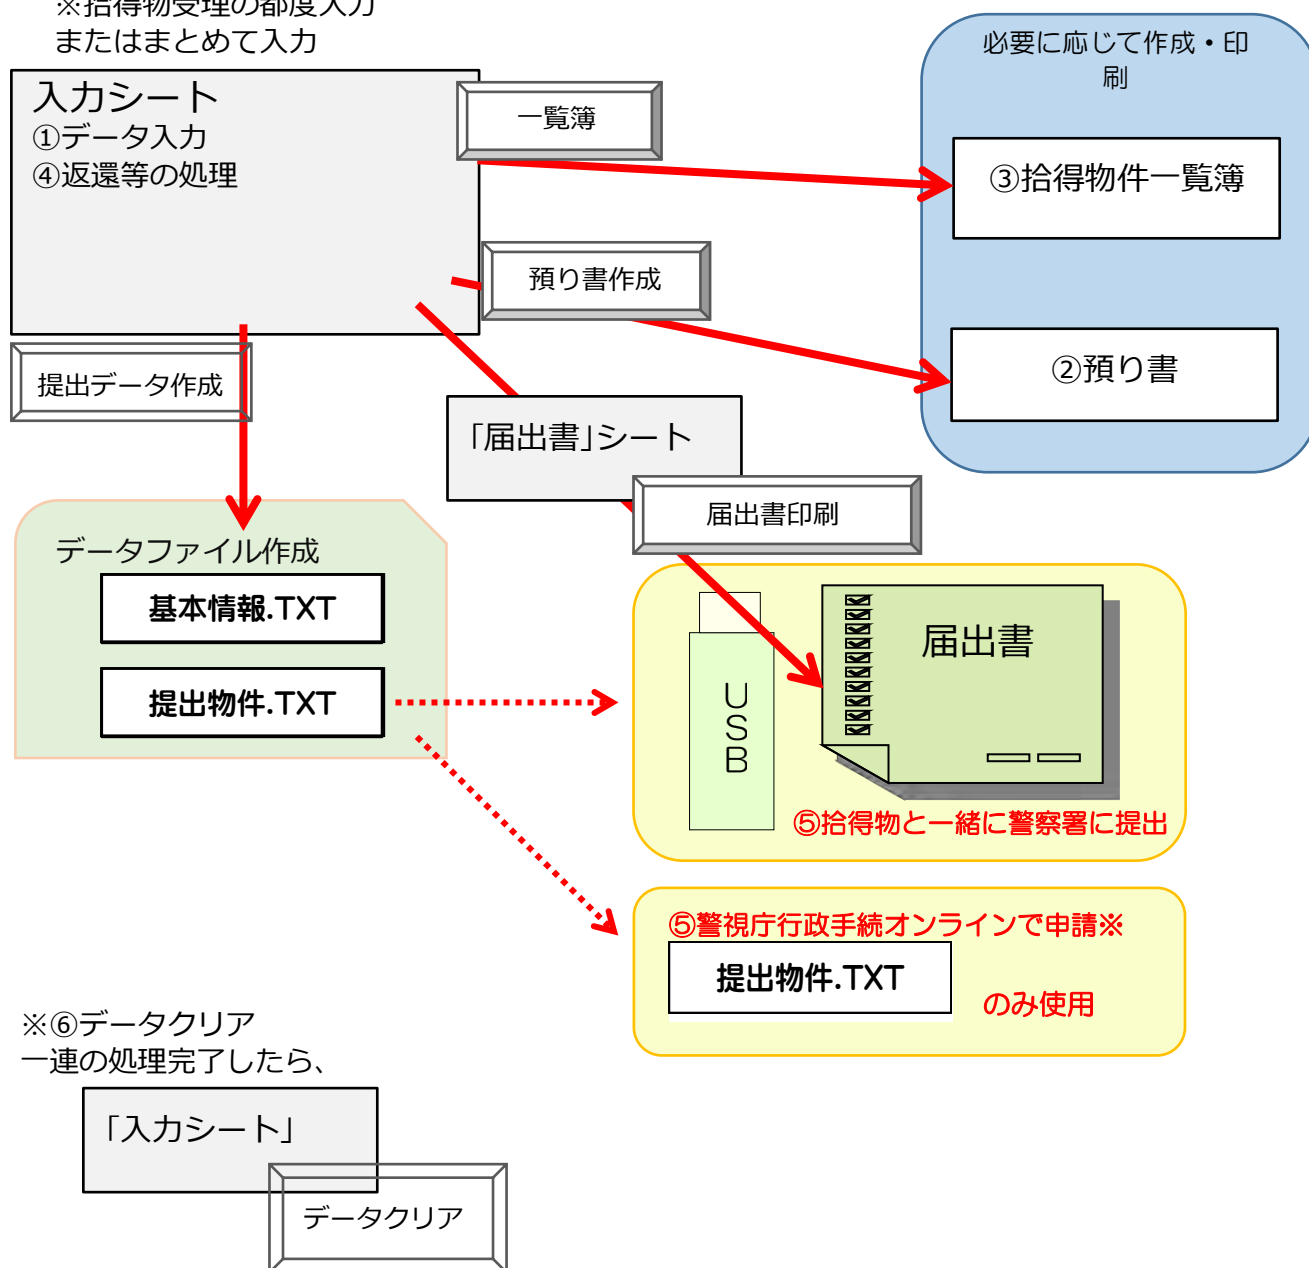 ※拾得物受理の都度入力
またはまとめて入力
入力シート
①データ入力
④返還等の処理
一覧簿
必要に応じて作成・印
刷
③拾得物件一覧簿
預り書作成
②預り書
提出データ作成
「届出書」シート
届出書印刷
データファイル作成
基本情報.TXT
提出物件.TXT
USB
届出書
⑤拾得物と一緒に警察署に提出
⑤警視庁行政手続オンラインで申請※
提出物件.TXT
のみ使用
※⑥データクリア
一連の処理完了したら、
「入力シート」
データクリア